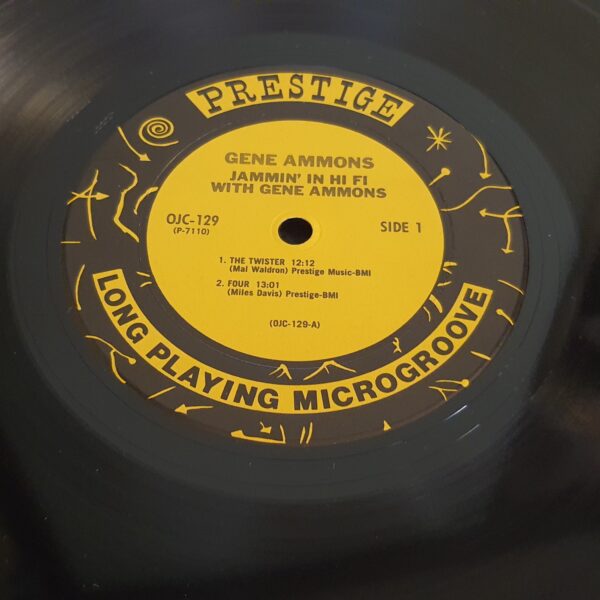 PRESTIGE
GENE AMMONS
JAMMIN' IN HI FI
WITH GENE AMMONS
OJC-129
(P-7110)
SIDE 1
1. THE TWISTER 12:12
(Mal Waldron) Prestige Music-BMI
2. FOUR 13:01
(Miles Davis) Prestige-BMI
(OJC-129-A)
LONG PLAYING MICROGROOVE